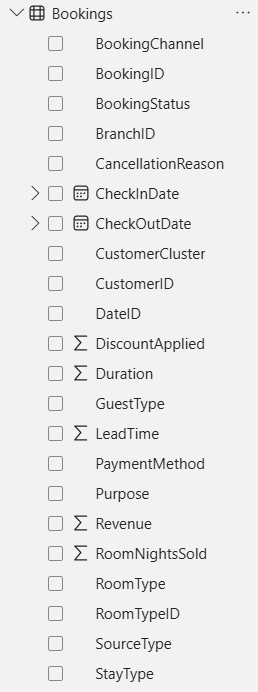 Bookings
BookingChannel
BookingID
BookingStatus
BranchID
CancellationReason
CheckInDate
CheckOutDate
CustomerCluster
CustomerID
DateID
DiscountApplied
Duration
GuestType
LeadTime
PaymentMethod
Purpose
Revenue
RoomNightsSold
RoomType
RoomTypeID
SourceType
StayType